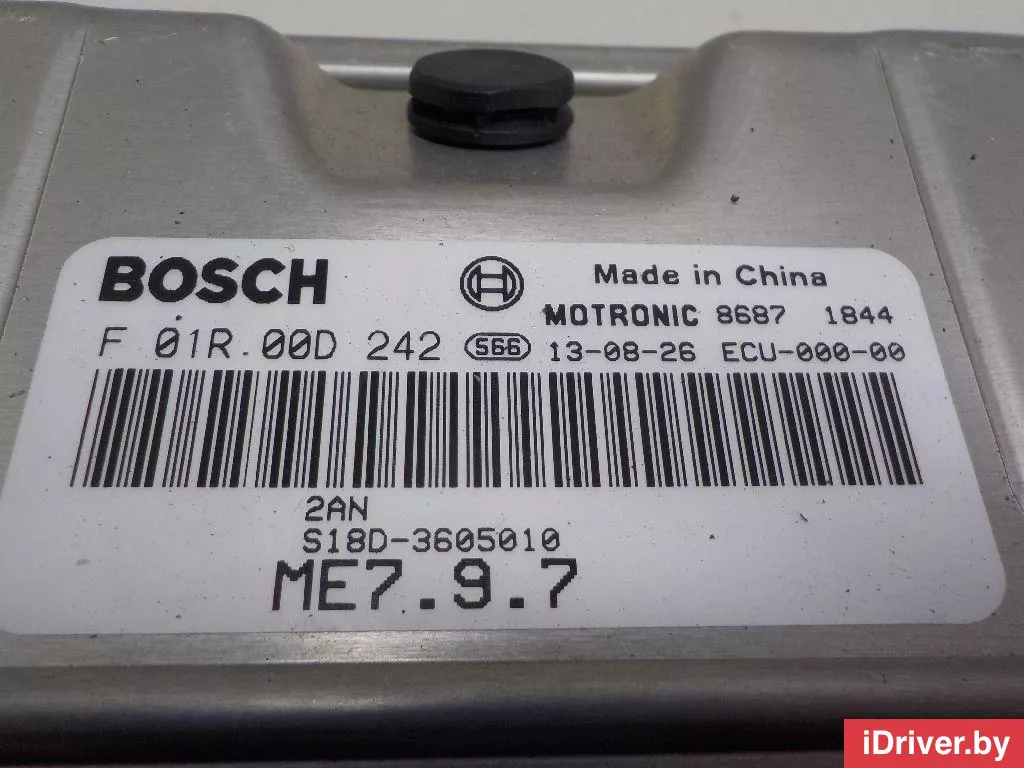 BOSCH Made in China
MOTRONIC 8687 1844
F 01R.00D 242 S66 13-08-26 ECU-000-00
2AN
S18D-3605010
ME7.9.7
iDriver.by